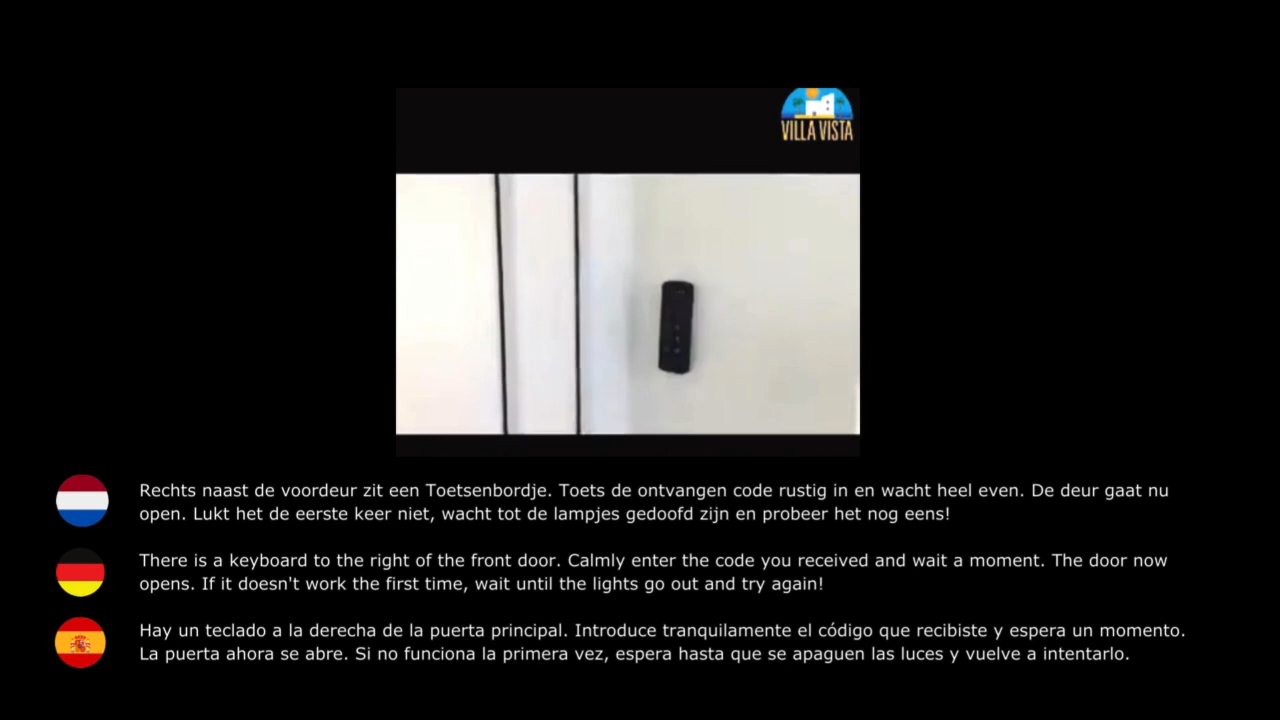 VILLA VISTA
Rechts naast de voordeur zit een Toetsenbordje. Toets de ontvangen code rustig in en wacht heel even. De deur gaat nu
open. Lukt het de eerste keer niet, wacht tot de lampjes gedoofd zijn en probeer het nog eens!
There is a keyboard to the right of the front door. Calmly enter the code you received and wait a moment. The door now
opens. If it doesn't work the first time, wait until the lights go out and try again!
Hay un teclado a la derecha de la puerta principal. Introduce tranquilamente el código que recibiste y espera un momento.
La puerta ahora se abre. Si no funciona la primera vez, espera hasta que se apaguen las luces y vuelve a intentarlo.